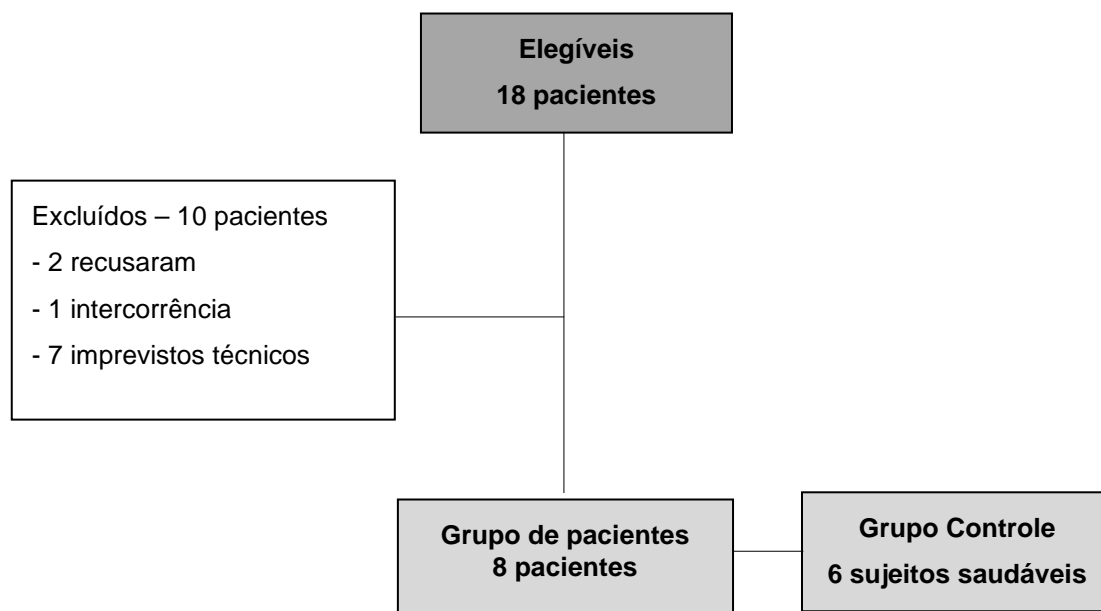 Elegíveis
18 pacientes
Excluídos – 10 pacientes
- 2 recusaram
- 1 intercorrência
- 7 imprevistos técnicos
Grupo de pacientes
8 pacientes
Grupo Controle
6 sujeitos saudáveis